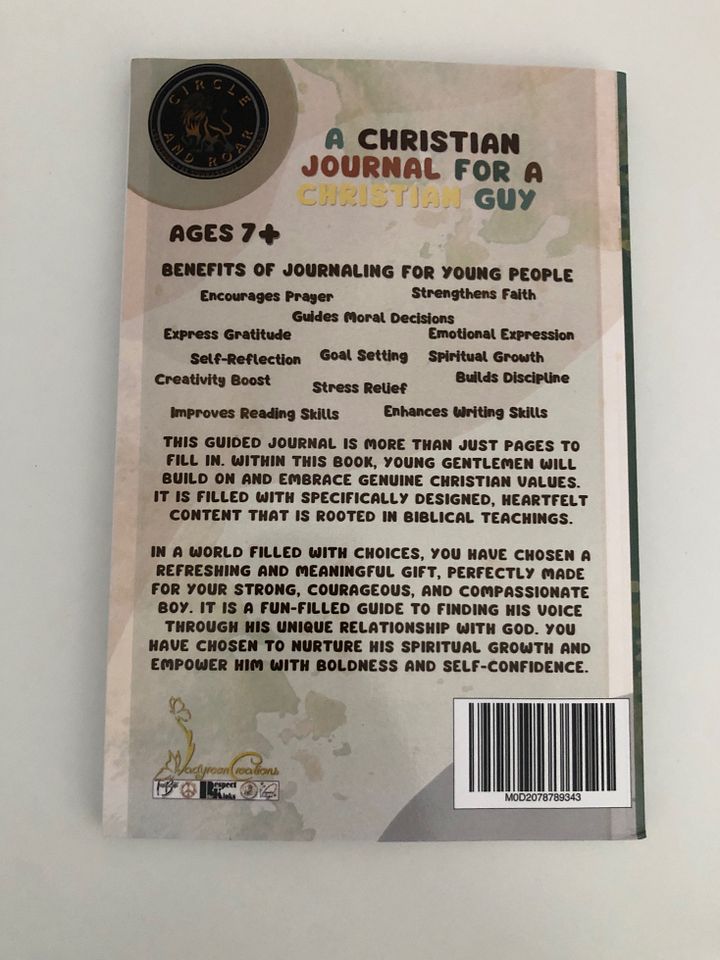 CIRCLE
AND ROAR
A CHRISTIAN
JOURNAL FOR A
CHRISTIAN GUY
AGES 7+
BENEFITS OF JOURNALING FOR YOUNG PEOPLE
Encourages Prayer Strengthens Faith
Guides Moral Decisions
Express Gratitude Emotional Expression
Self-Reflection Goal Setting Spiritual Growth
Creativity Boost Stress Relief Builds Discipline
Improves Reading Skills Enhances Writing Skills
THIS GUIDED JOURNAL IS MORE THAN JUST PAGES TO
FILL IN. WITHIN THIS BOOK, YOUNG GENTLEMEN WILL
BUILD ON AND EMBRACE GENUINE CHRISTIAN VALUES.
IT IS FILLED WITH SPECIFICALLY DESIGNED, HEARTFELT
CONTENT THAT IS ROOTED IN BIBLICAL TEACHINGS.
IN A WORLD FILLED WITH CHOICES, YOU HAVE CHOSEN A
REFRESHING AND MEANINGFUL GIFT, PERFECTLY MADE
FOR YOUR STRONG, COURAGEOUS, AND COMPASSIONATE
BOY. IT IS A FUN-FILLED GUIDE TO FINDING HIS VOICE
THROUGH HIS UNIQUE RELATIONSHIP WITH GOD. YOU
HAVE CHOSEN TO NURTURE HIS SPIRITUAL GROWTH AND
EMPOWER HIM WITH BOLDNESS AND SELF-CONFIDENCE.
Creations
Respect
M0D2078789343